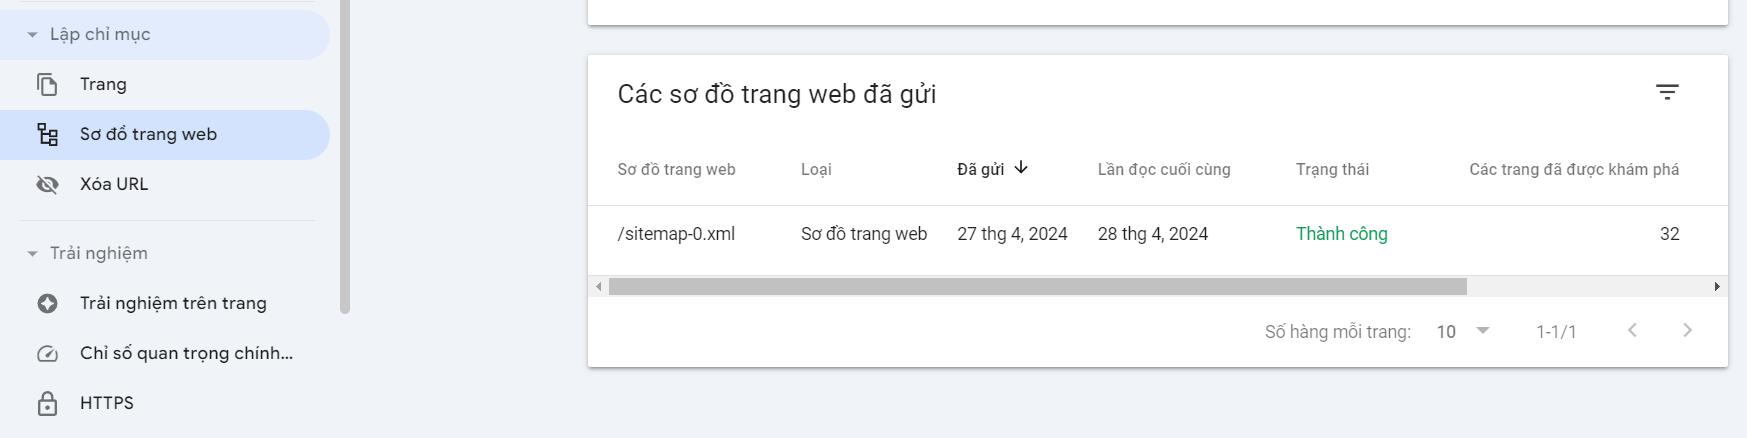 Lập chỉ mục
Trang
Sơ đồ trang web
Xóa URL
Trải nghiệm
Trải nghiệm trên trang
Chỉ số quan trọng chính...
HTTPS
Các sơ đồ trang web đã gửi
Sơ đồ trang web Loại Đã gửi Lần đọc cuối cùng Trạng thái Các trang đã được khám phá
/sitemap-0.xml Sơ đồ trang web 27 thg 4, 2024 28 thg 4, 2024 Thành công 32
Số hàng mỗi trang: 10 1-1/1